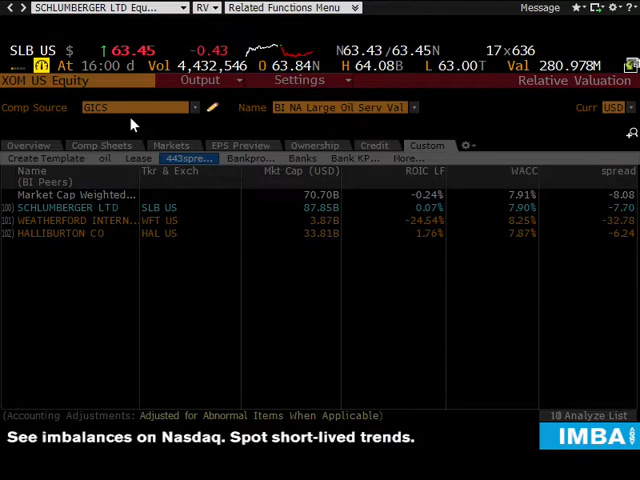 SCHLUMBERGER LTD Equ... RV Related Functions Menu Message
SLB US $ ↑ 63.45 -0.43 N63.43 / 63.45N 17x636
At 16:00 d Vol 4,432,546 O 63.84N H 64.08B L 63.00T Val 280.978M
XOM US Equity Output Settings Relative Valuation
Comp Source GICS Name BI NA Large Oil Serv Val Curr USD
Overview Comp Sheets Markets EPS Preview Ownership Credit Custom
Create Template oil Lease 443spre... Bankpro... Banks Bank KP... More...
Name Tkr & Exch Mkt Cap (USD) ROIC LF WACC spread
(BI Peers)
Market Cap Weighted... 70.70B -0.24% 7.91% -8.08
100) SCHLUMBERGER LTD SLB US 87.85B 0.07% 7.90% -7.70
101) WEATHERFORD INTERN... WFT US 3.87B -24.54% 8.25% -32.78
102) HALLIBURTON CO HAL US 33.81B 1.76% 7.87% -6.24
(Accounting Adjustments: Adjusted for Abnormal Items When Applicable) 10) Analyze List
See imbalances on Nasdaq. Spot short-lived trends. IMBA